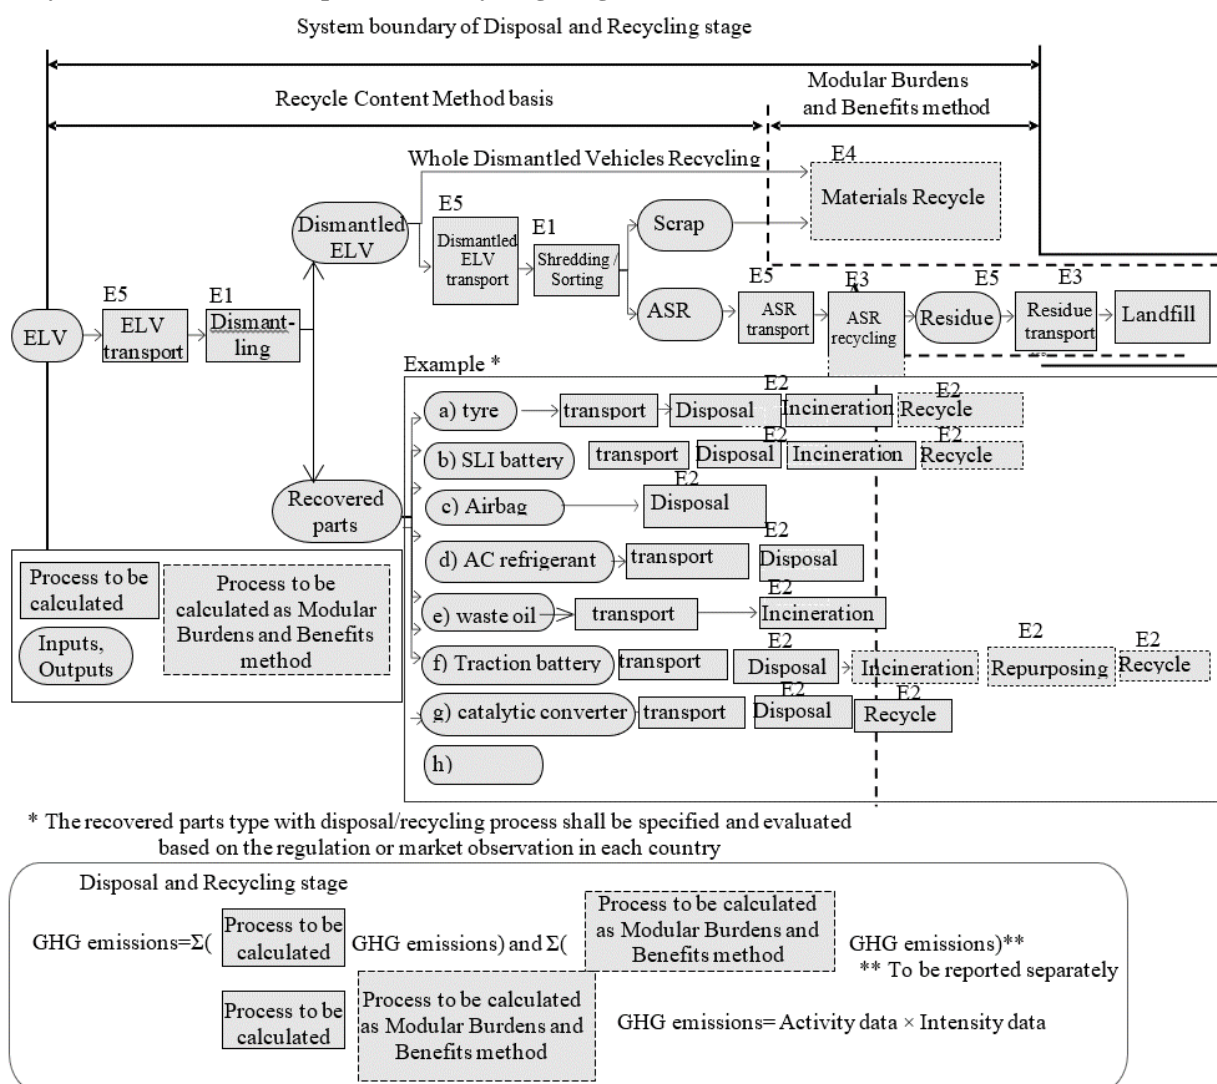 System boundary of Disposal and Recycling stage
Recycle Content Method basis
Modular Burdens
and Benefits method
Whole Dismantled Vehicles Recycling
E4
Materials Recycle
Dismantled
ELV
E5
Dismantled
ELV
transport
E1
Shredding /
Sorting
Scrap
ASR
E5
ASR
transport
E3
ASR
recycling
Residue
E5
E3
Residue
transport
Landfill
ELV
E5
ELV
transport
E1
Dismant-
ling
Example *
Recovered
parts
a) tyre
transport
Disposal
E2
Incineration
E2
Recycle
b) SLI battery
transport
Disposal
E2
Incineration
E2
Recycle
c) Airbag
E2
Disposal
d) AC refrigerant
transport
E2
Disposal
e) waste oil
transport
E2
Incineration
f) Traction battery
transport
E2
Disposal
Incineration
E2
Repurposing
E2
Recycle
g) catalytic converter
transport
E2
Disposal
E2
Recycle
h)
Process to be
calculated
Process to be
calculated as Modular
Burdens and Benefits
method
Inputs,
Outputs
* The recovered parts type with disposal/recycling process shall be specified and evaluated
based on the regulation or market observation in each country
Disposal and Recycling stage
GHG emissions=Σ(
Process to be
calculated
GHG emissions) and Σ(
Process to be calculated
as Modular Burdens and
Benefits method
GHG emissions)**
** To be reported separately
Process to be
calculated
Process to be calculated
as Modular Burdens and
Benefits method
GHG emissions= Activity data × Intensity data